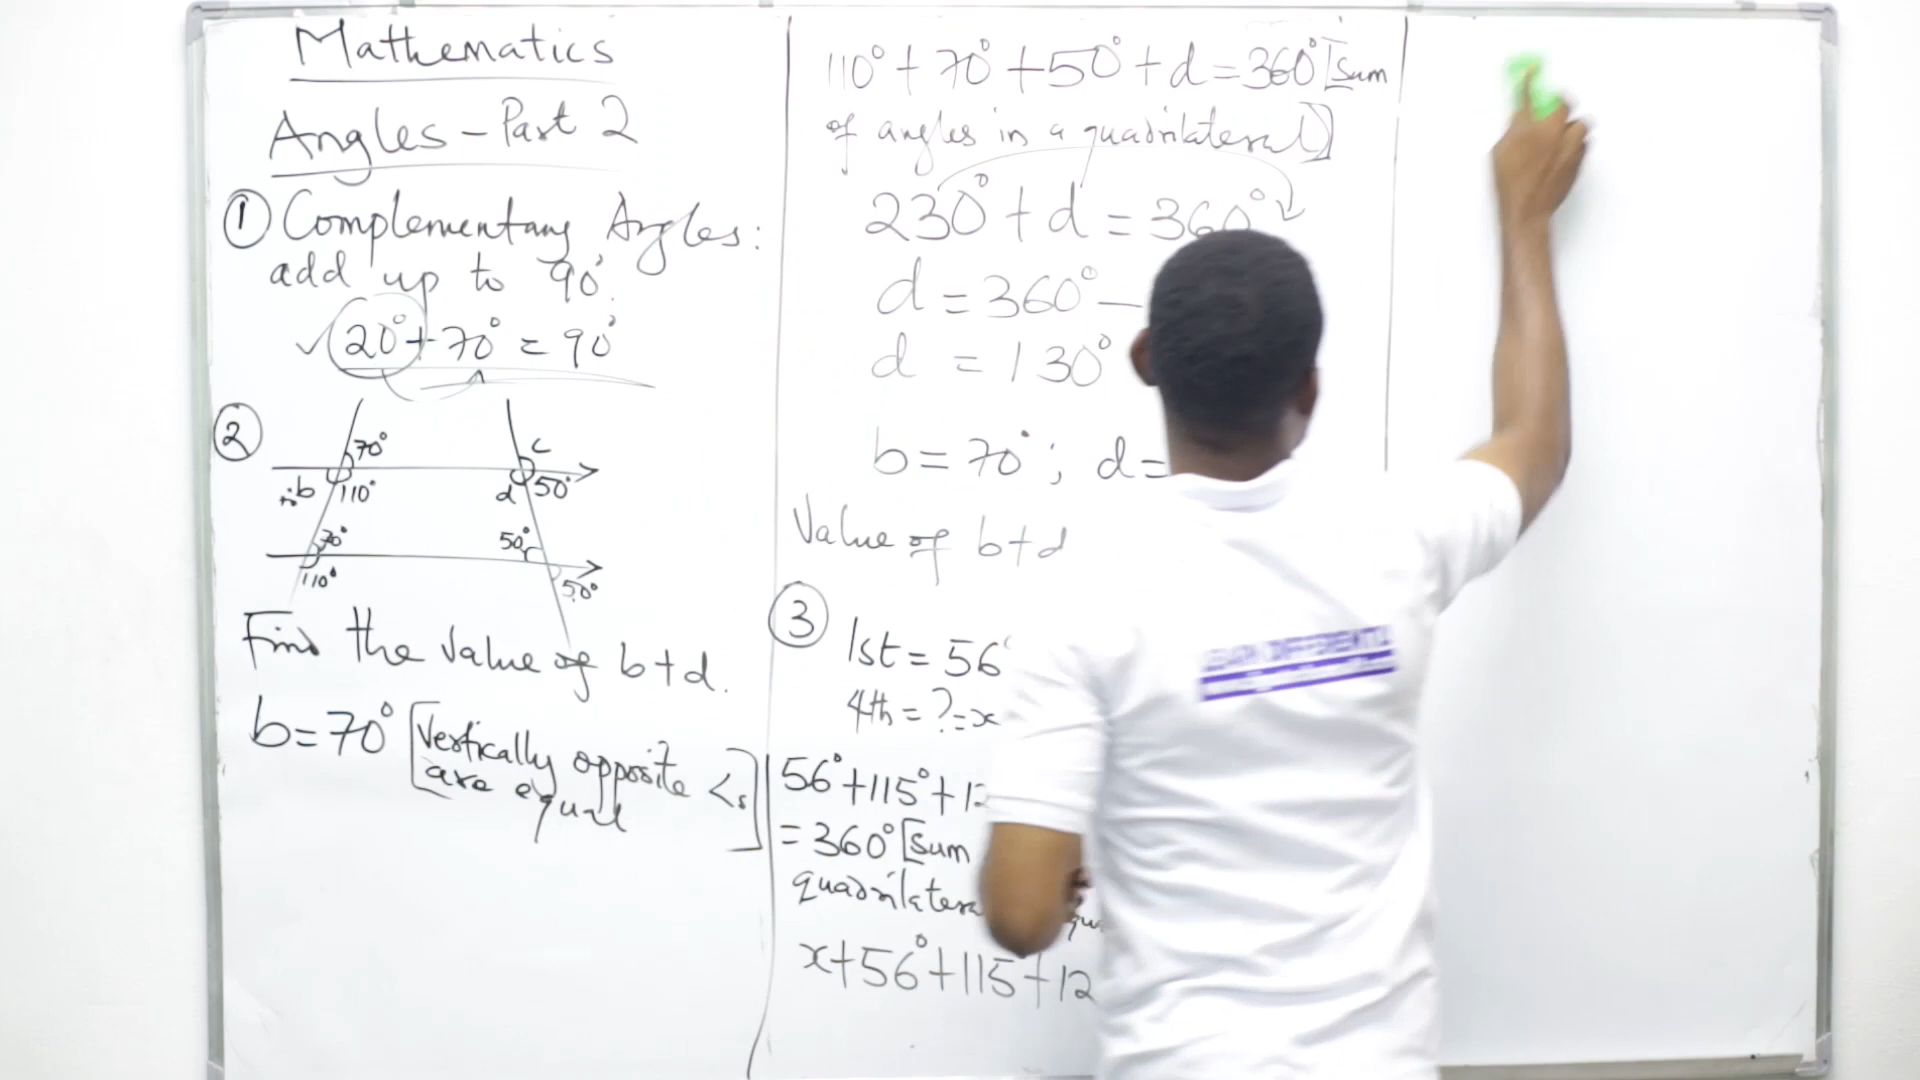 Mathematics
Angles - Part 2
① Complementary Angles:
add up to 90°.
✓ 20° + 70° = 90°
②
70° c
b 110° d 50°
70° 50°
110° 50°
Find the value of b+d.
b = 70° [Vertically opposite <s
are equal]
110° + 70° + 50° + d = 360° [Sum
of angles in a quadrilateral]
230° + d = 360°
d = 360° -
d = 130°
b = 70° ; d =
Value of b+d
③ 1st = 56°
4th = ? = x
56° + 115° + 12
= 360° [Sum
quadrilatera
x + 56° + 115 + 12